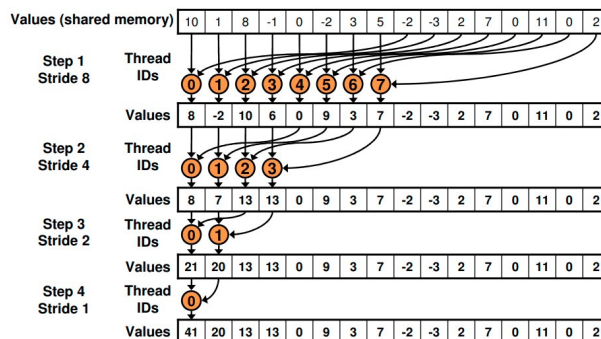 Values (shared memory) 10 1 8 -1 0 -2 3 5 -2 -3 2 7 0 11 0 2
Step 1 Thread
Stride 8 IDs 0 1 2 3 4 5 6 7
Values 8 -2 10 6 0 9 3 7 -2 -3 2 7 0 11 0 2
Step 2 Thread
Stride 4 IDs 0 1 2 3
Values 8 7 13 13 0 9 3 7 -2 -3 2 7 0 11 0 2
Step 3 Thread
Stride 2 IDs 0 1
Values 21 20 13 13 0 9 3 7 -2 -3 2 7 0 11 0 2
Step 4 Thread
Stride 1 IDs 0
Values 41 20 13 13 0 9 3 7 -2 -3 2 7 0 11 0 2